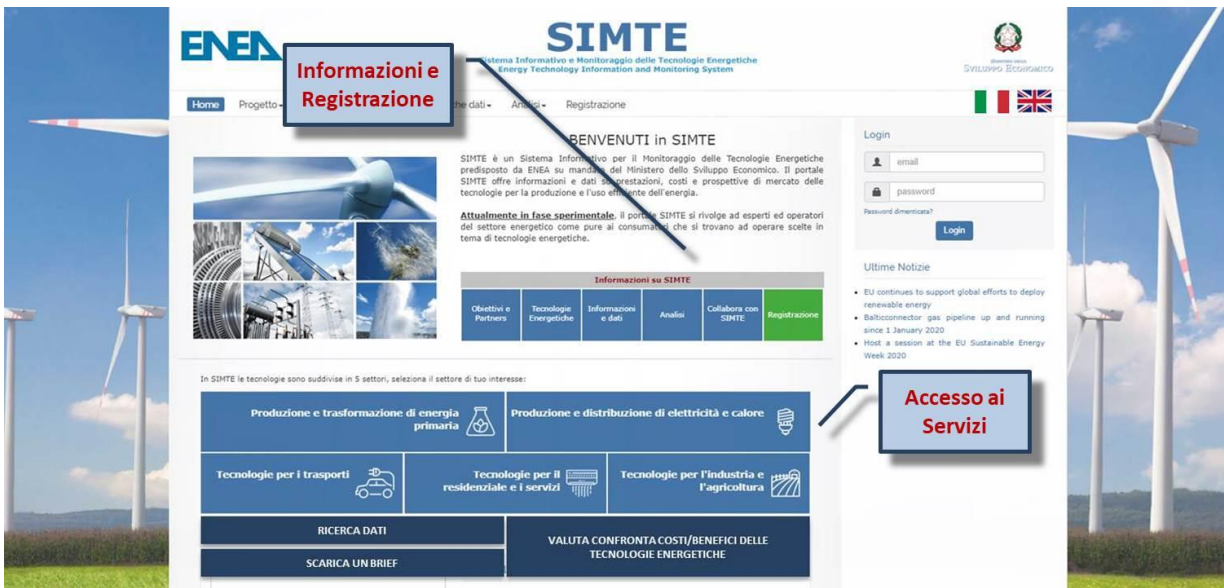 ENEA
SIMTE
Sistema Informativo e Monitoraggio delle Tecnologie Energetiche
Energy Technology Information and Monitoring System
Ministero dello
Sviluppo Economico
Informazioni e
Registrazione
Home Progetto che dati Analisi Registrazione
BENVENUTI in SIMTE
SIMTE è un Sistema Informativo per il Monitoraggio delle Tecnologie Energetiche
predisposto da ENEA su mandato del Ministero dello Sviluppo Economico. Il portale
SIMTE offre informazioni e dati su prestazioni, costi e prospettive di mercato delle
tecnologie per la produzione e l'uso efficiente dell'energia.
Attualmente in fase sperimentale, il portale SIMTE si rivolge ad esperti ed operatori
del settore energetico come pure ai consumatori che si trovano ad operare scelte in
tema di tecnologie energetiche.
Informazioni su SIMTE
Obiettivi e
Partners
Tecnologie
Energetiche
Informazioni
e dati
Analisi
Collabora con
SIMTE
Registrazione
Login
email
password
Password dimenticata?
Login
Ultime Notizie
EU continues to support global efforts to deploy
renewable energy
Balticconnector gas pipeline up and running
since 1 January 2020
Host a session at the EU Sustainable Energy
Week 2020
In SIMTE le tecnologie sono suddivise in 5 settori, seleziona il settore di tuo interesse:
Accesso ai
Servizi
Produzione e trasformazione di energia
primaria
Produzione e distribuzione di elettricità e calore
Tecnologie per i trasporti
Tecnologie per il
residenziale e i servizi
Tecnologie per l'industria e
l'agricoltura
RICERCA DATI
SCARICA UN BRIEF
VALUTA CONFRONTA COSTI/BENEFICI DELLE
TECNOLOGIE ENERGETICHE